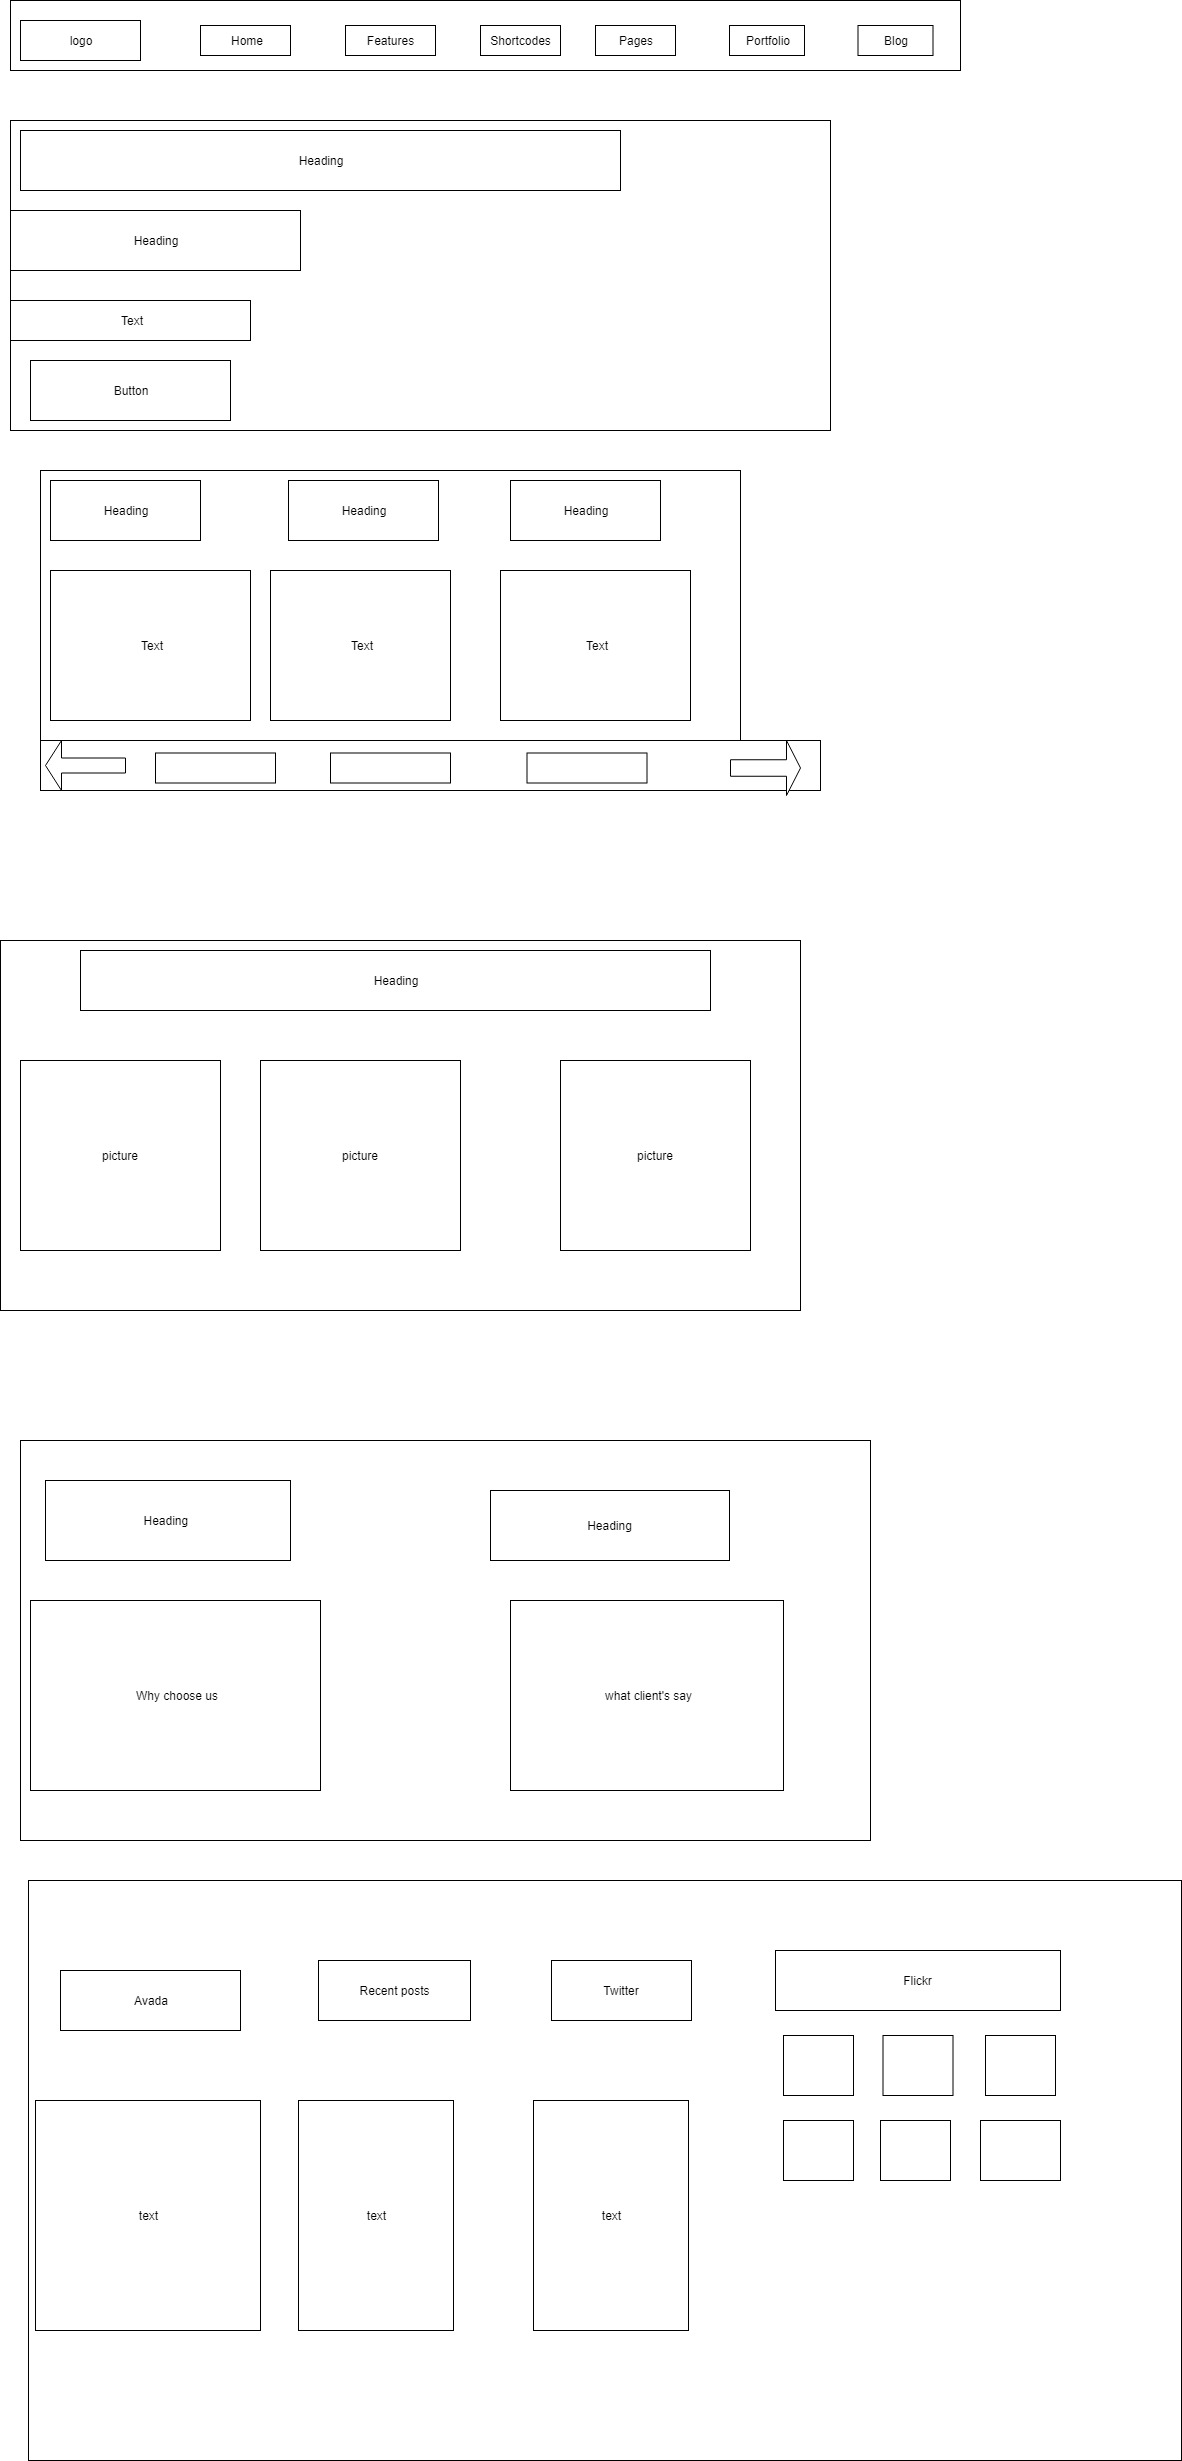 logo
Home
Features
Shortcodes
Pages
Portfolio
Blog
Heading
Heading
Text
Button
Heading
Heading
Heading
Text
Text
Text
Heading
picture
picture
picture
Heading
Heading
Why choose us
what client's say
Avada
Recent posts
Twitter
Flickr
text
text
text